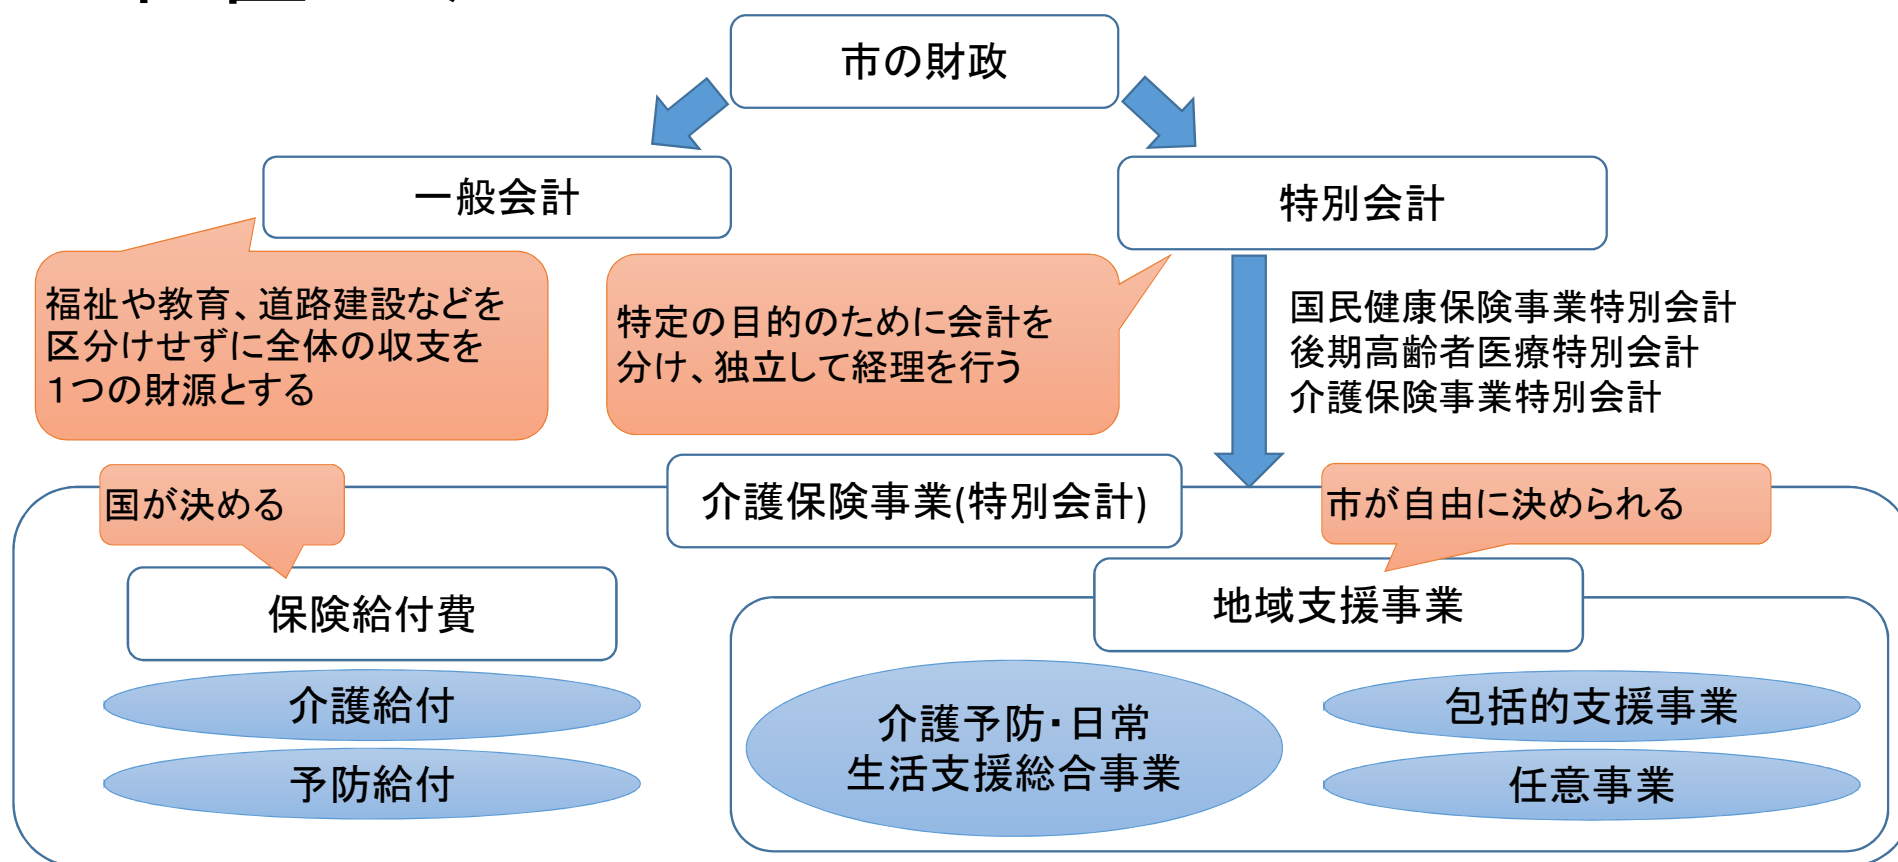 市の財政
一般会計
特別会計
福祉や教育、道路建設などを
区分けせずに全体の収支を
１つの財源とする
特定の目的のために会計を
分け、独立して経理を行う
国民健康保険事業特別会計
後期高齢者医療特別会計
介護保険事業特別会計
国が決める
介護保険事業(特別会計)
市が自由に決められる
保険給付費
地域支援事業
介護給付
予防給付
介護予防・日常
生活支援総合事業
包括的支援事業
任意事業